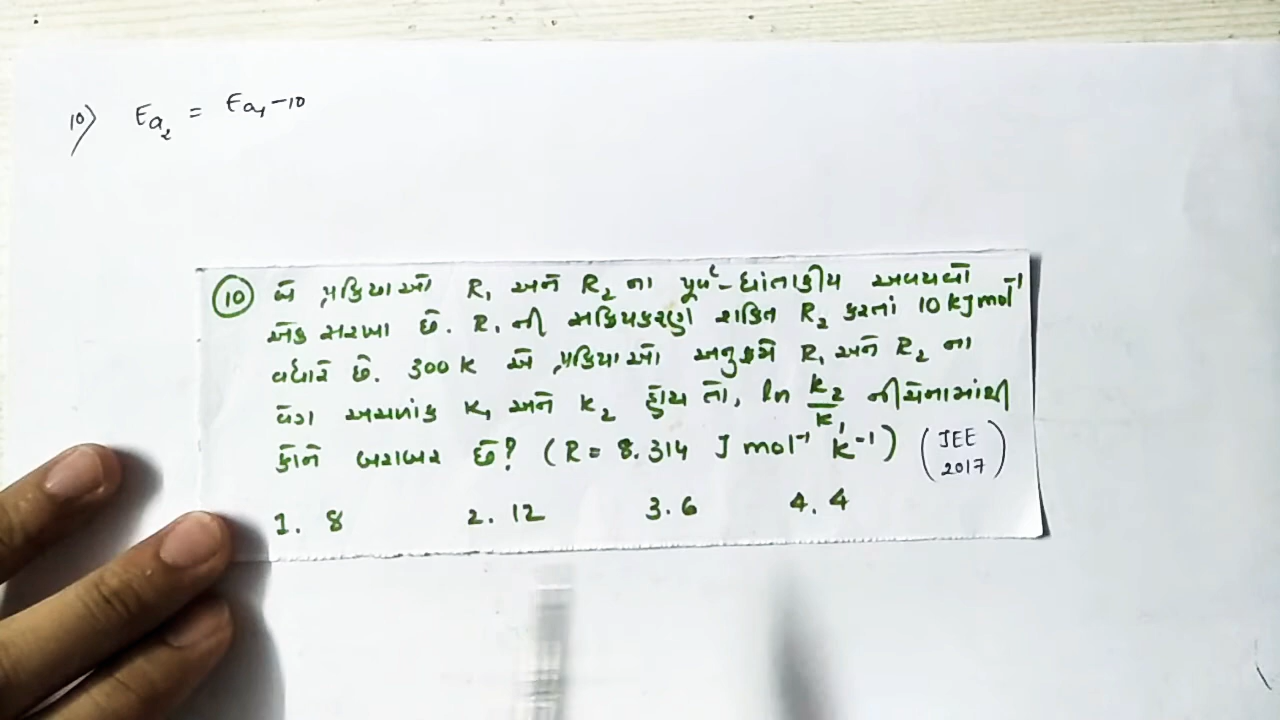 10) Ea₂ = Ea₁ - 10
(10) બે પ્રક્રિયાઓ R₁ અને R₂ ના પૂર્વ-ઘાંતાકીય અવયવો
એક સરખા છે. R₁ ની સક્રિયકરણ શક્તિ R₂ કરતાં 10 kJ mol⁻¹
વધારે છે. 300 K એ પ્રક્રિયાઓ અનુક્રમે R₁ અને R₂ ના
વેગ અચળાંક K₁ અને K₂ હોય તો, ln k₂/k₁ નીચેનામાંથી
કોને બરાબર છે? (R = 8.314 J mol⁻¹ k⁻¹) (JEE 2017)
1. 8 2. 12 3. 6 4. 4